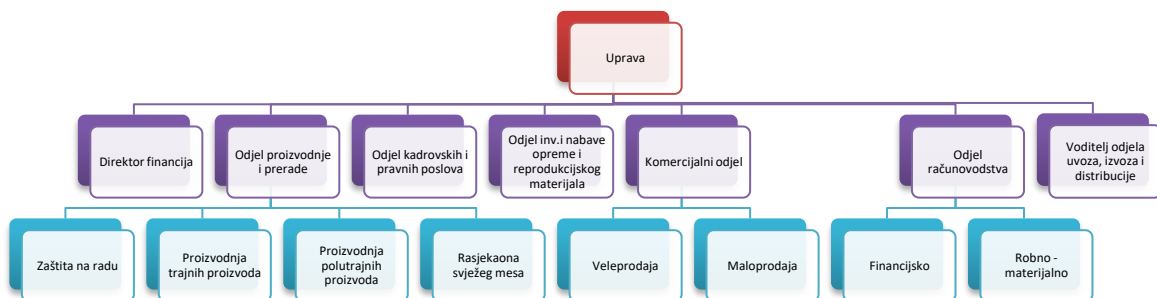 Uprava
Direktor financija
Odjel proizvodnje
i prerade
Odjel kadrovskih i
pravnih poslova
Odjel inv.i nabave
opreme i
reprodukcijskog
materijala
Komercijalni odjel
Odjel
računovodstva
Voditelj odjela
uvoza, izvoza i
distribucije
Zaštita na radu
Proizvodnja
trajnih proizvoda
Proizvodnja
polutrajnih
proizvoda
Rasjekaona
svježeg mesa
Veleprodaja
Maloprodaja
Financijsko
Robno -
materijalno